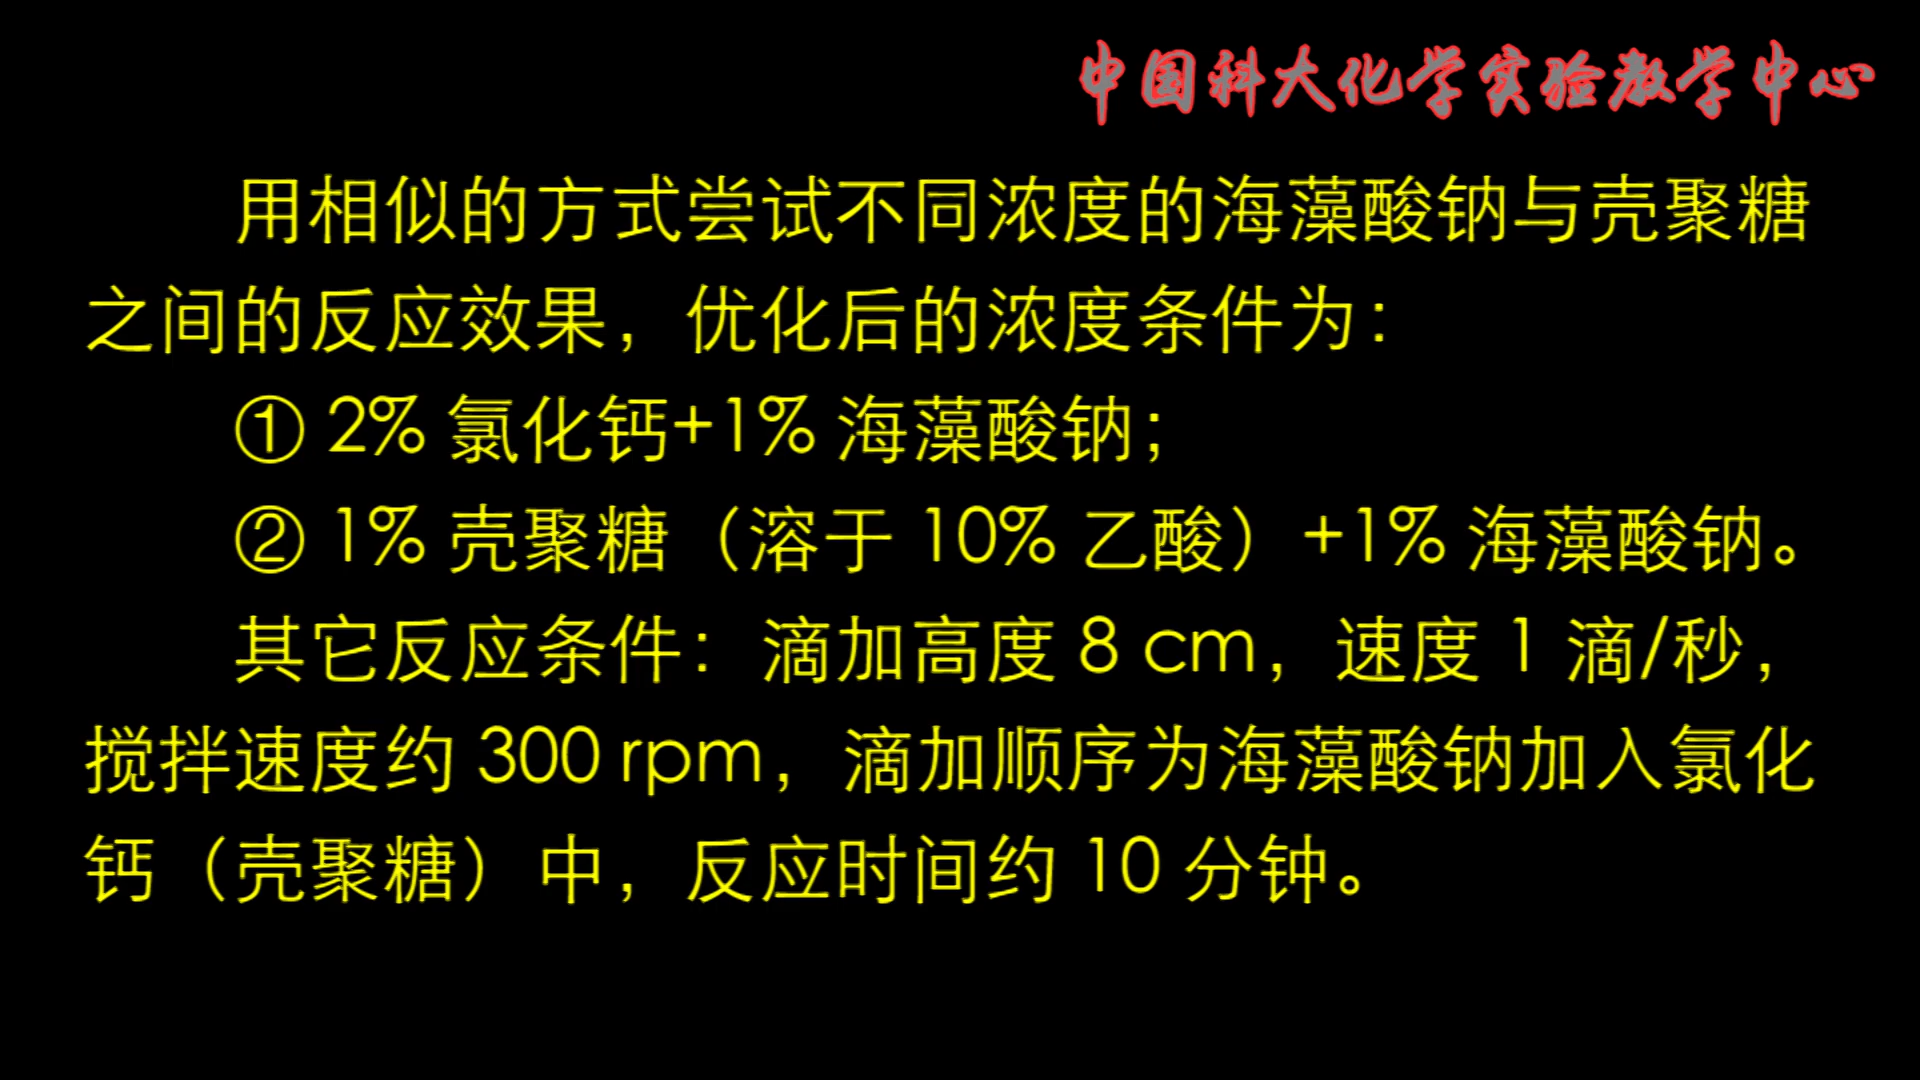 中国科大化学实验教学中心
用相似的方式尝试不同浓度的海藻酸钠与壳聚糖
之间的反应效果，优化后的浓度条件为：
① 2% 氯化钙+1% 海藻酸钠；
② 1% 壳聚糖（溶于 10% 乙酸）+1% 海藻酸钠。
其它反应条件：滴加高度 8 cm，速度 1 滴/秒，
搅拌速度约 300 rpm，滴加顺序为海藻酸钠加入氯化
钙（壳聚糖）中，反应时间约 10 分钟。